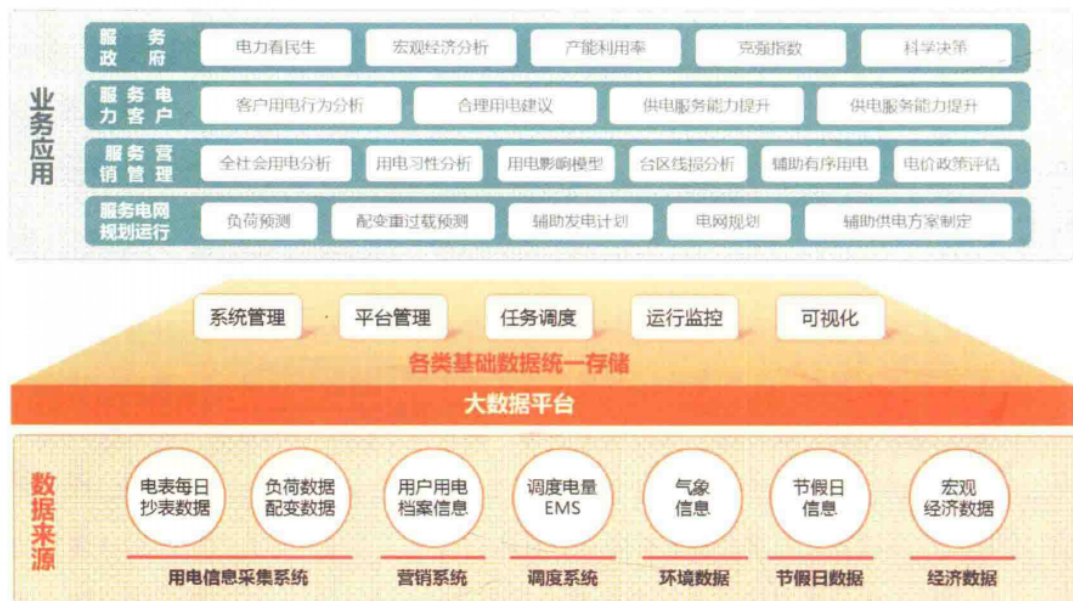 业务应用
服务
政府
电力看民生
宏观经济分析
产能利用率
克强指数
科学决策
服务电
力客户
客户用电行为分析
合理用电建议
供电服务能力提升
供电服务能力提升
服务营
销管理
全社会用电分析
用电习性分析
用电影响模型
台区线损分析
辅助有序用电
电价政策评估
服务电网
规划运行
负荷预测
配变重过载预测
辅助发电计划
电网规划
辅助供电方案制定
系统管理
平台管理
任务调度
运行监控
可视化
各类基础数据统一存储
大数据平台
数据来源
电表每日
抄表数据
负荷数据
配变数据
用户用电
档案信息
调度电量
EMS
气象
信息
节假日
信息
宏观
经济数据
用电信息采集系统
营销系统
调度系统
环境数据
节假日数据
经济数据